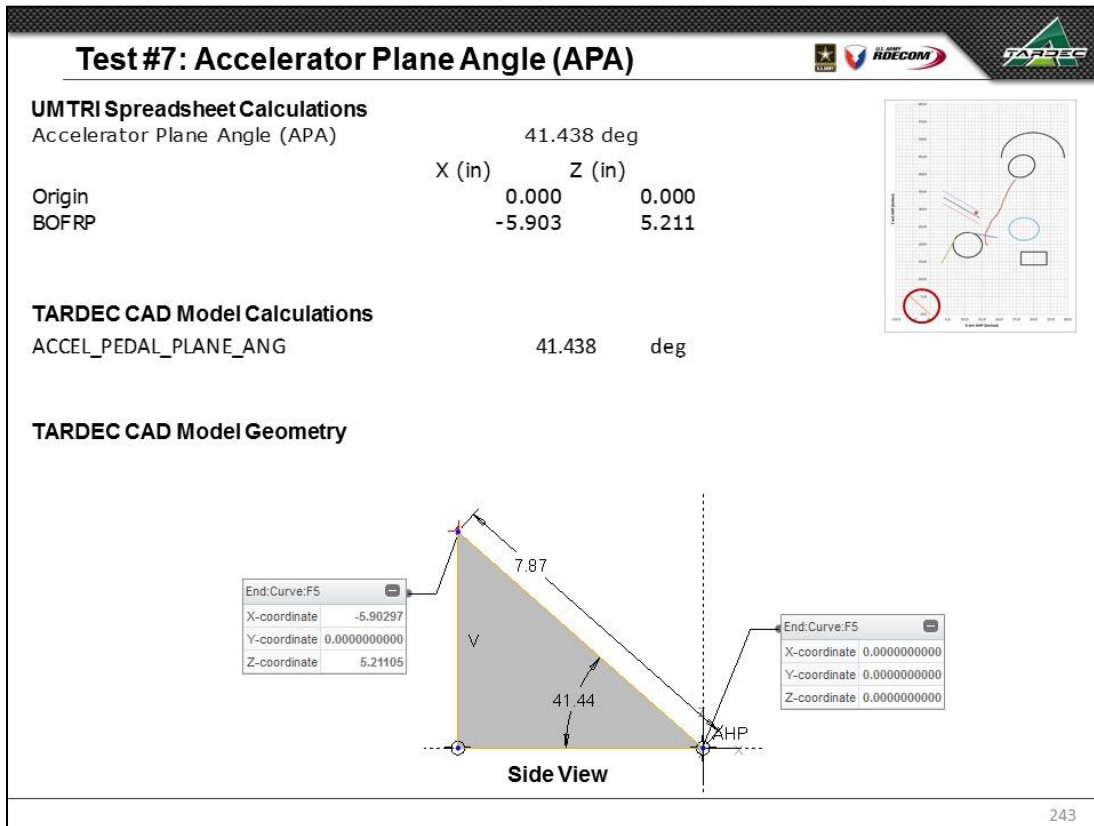 Test #7: Accelerator Plane Angle (APA)
U.S. ARMY
U.S. ARMY
RDECOM
TARDEC
UMTRI Spreadsheet Calculations
Accelerator Plane Angle (APA) 41.438 deg
X (in) Z (in)
Origin 0.000 0.000
BOFRP -5.903 5.211
TARDEC CAD Model Calculations
ACCEL_PEDAL_PLANE_ANG 41.438 deg
TARDEC CAD Model Geometry
7.87
End:Curve:F5
X-coordinate -5.90297
Y-coordinate 0.0000000000
Z-coordinate 5.21105
V
41.44
End:Curve:F5
X-coordinate 0.0000000000
Y-coordinate 0.0000000000
Z-coordinate 0.0000000000
AHP
X
Side View
243